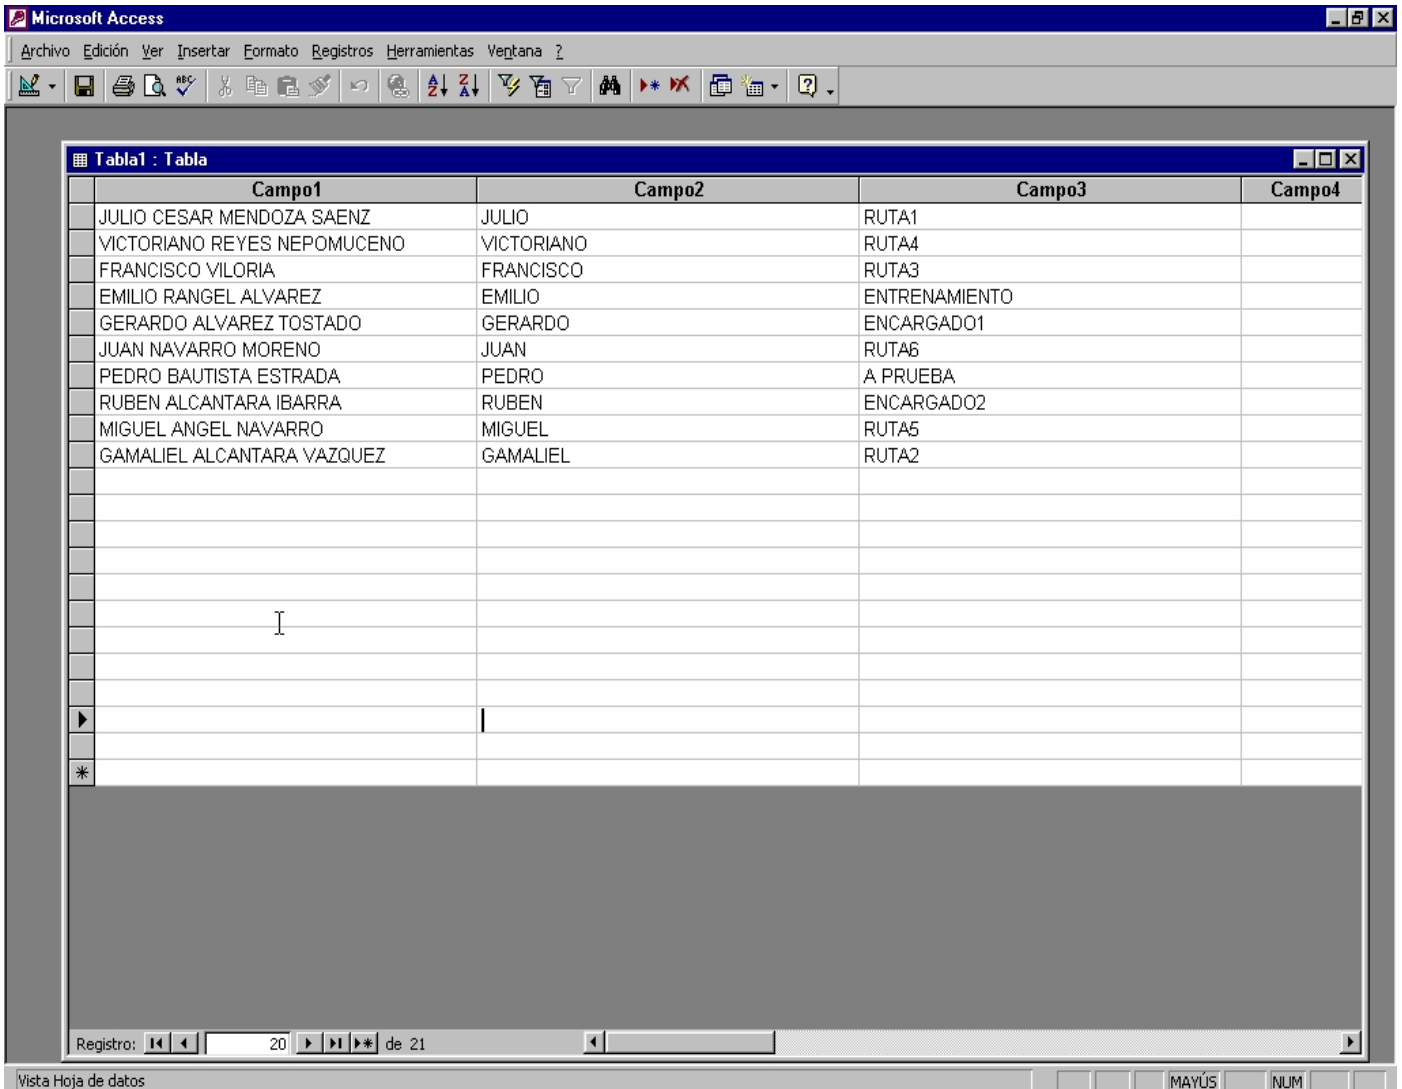 Microsoft Access
Archivo Edición Ver Insertar Formato Registros Herramientas Ventana ?
Tabla1 : Tabla
Campo1 Campo2 Campo3 Campo4
JULIO CESAR MENDOZA SAENZ JULIO RUTA1
VICTORIANO REYES NEPOMUCENO VICTORIANO RUTA4
FRANCISCO VILORIA FRANCISCO RUTA3
EMILIO RANGEL ALVAREZ EMILIO ENTRENAMIENTO
GERARDO ALVAREZ TOSTADO GERARDO ENCARGADO1
JUAN NAVARRO MORENO JUAN RUTA6
PEDRO BAUTISTA ESTRADA PEDRO A PRUEBA
RUBEN ALCANTARA IBARRA RUBEN ENCARGADO2
MIGUEL ANGEL NAVARRO MIGUEL RUTA5
GAMALIEL ALCANTARA VAZQUEZ GAMALIEL RUTA2
Registro: 20 de 21
Vista Hoja de datos MAYÚS NUM